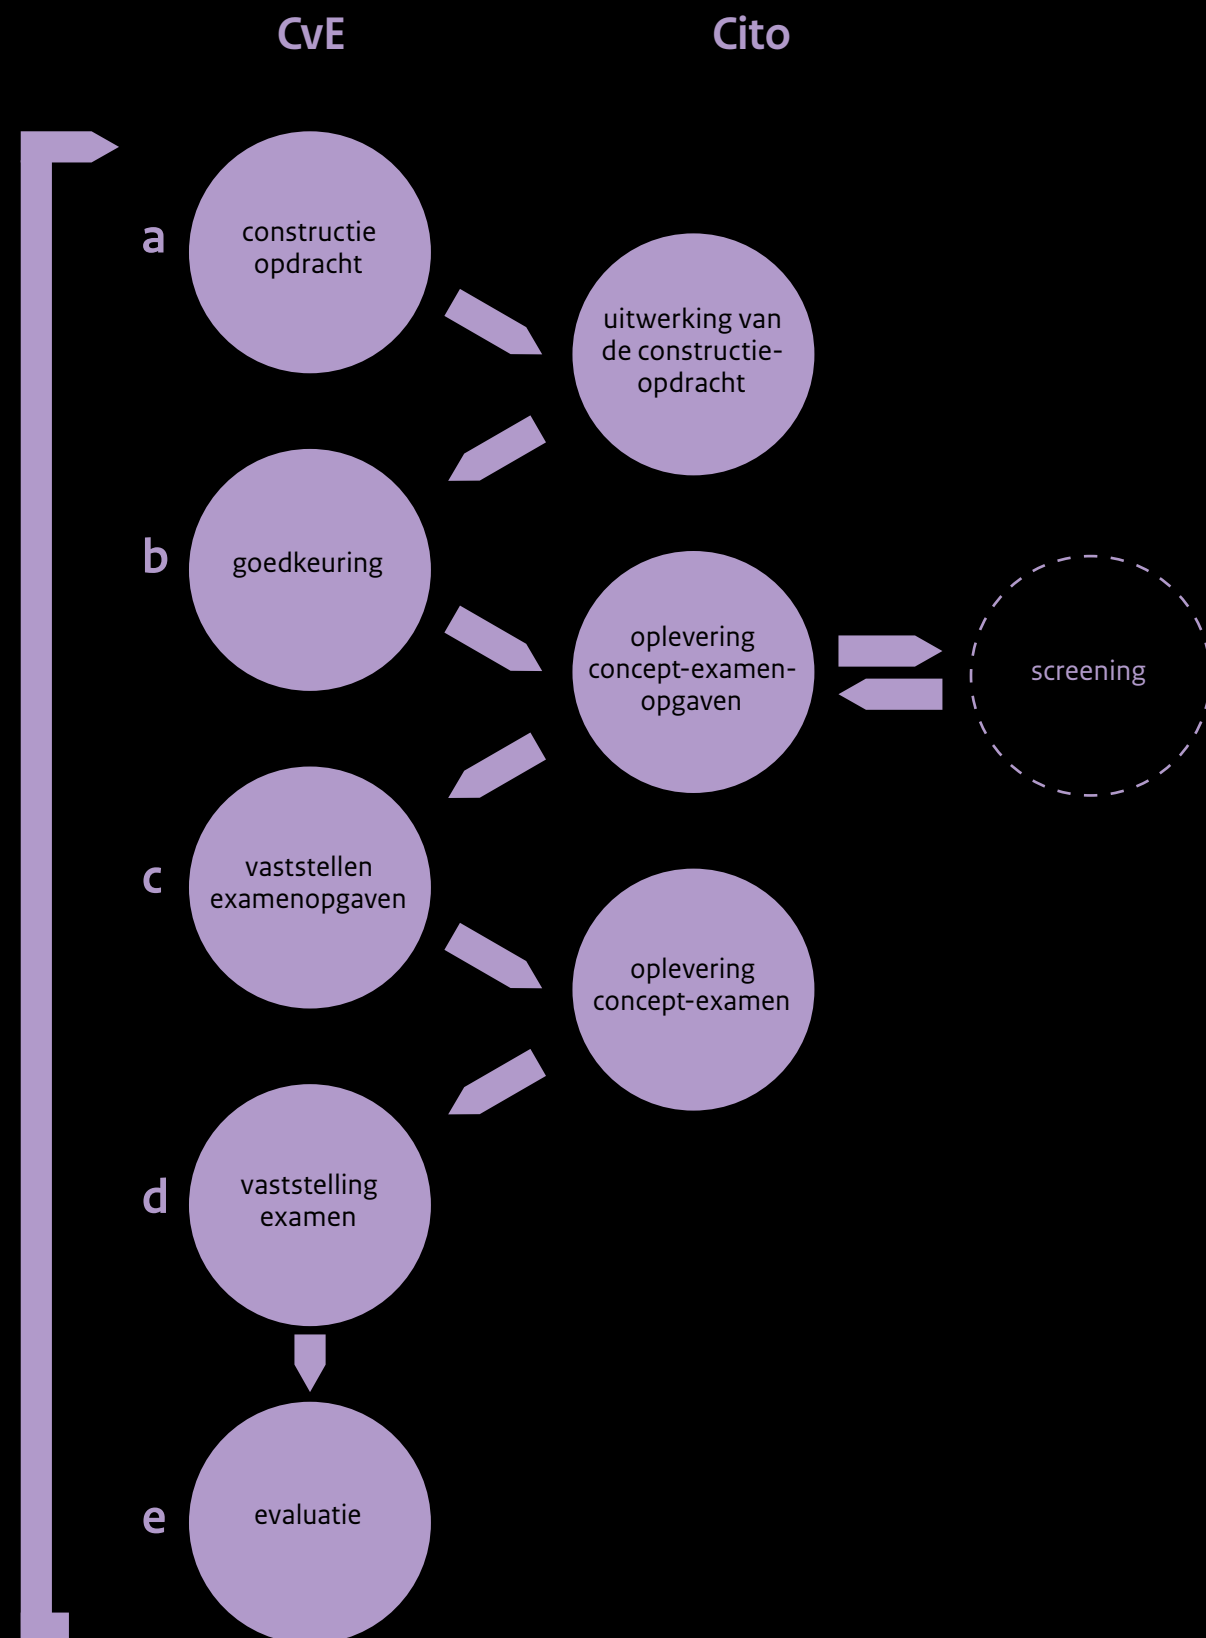 CvE
Cito
a
constructie
opdracht
uitwerking van
de constructie-
opdracht
b
goedkeuring
oplevering
concept-examen-
opgaven
screening
c
vaststellen
examenopgaven
oplevering
concept-examen
d
vaststelling
examen
e
evaluatie